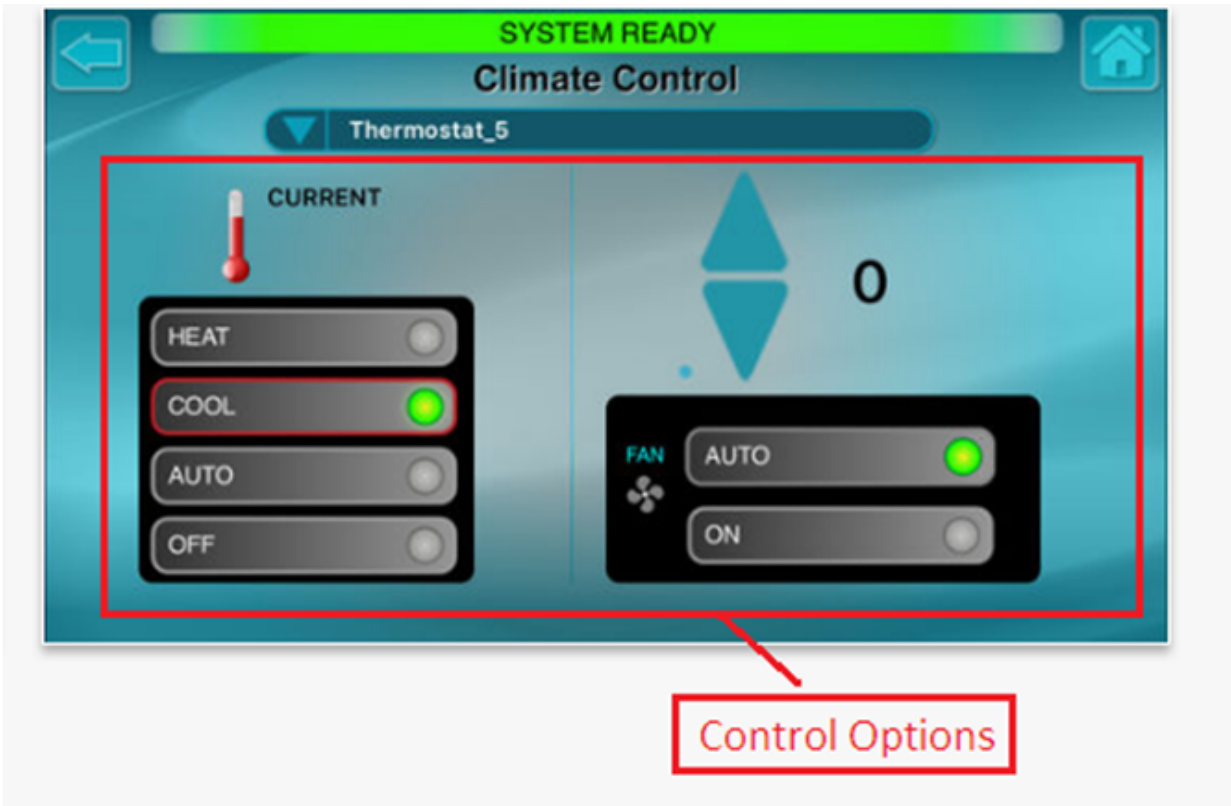 SYSTEM READY
Climate Control
Thermostat_5
CURRENT
0
HEAT
COOL
AUTO
OFF
FAN
AUTO
ON
Control Options